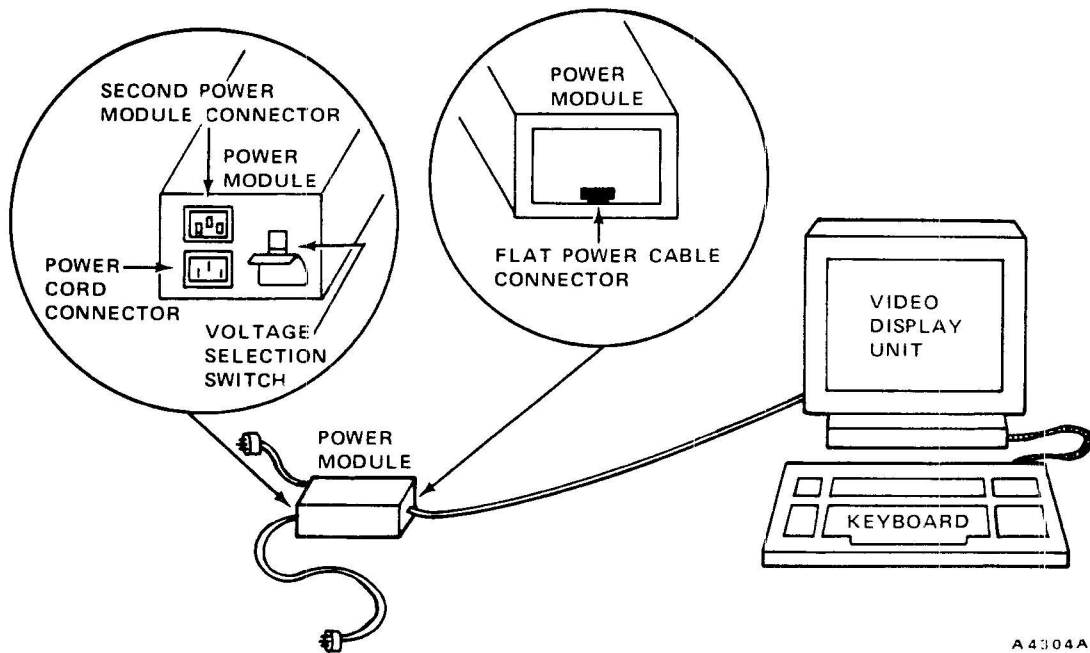 SECOND POWER
MODULE CONNECTOR
POWER
MODULE
POWER
CORD
CONNECTOR
VOLTAGE
SELECTION
SWITCH
POWER
MODULE
FLAT POWER CABLE
CONNECTOR
POWER
MODULE
VIDEO
DISPLAY
UNIT
KEYBOARD
A4304A